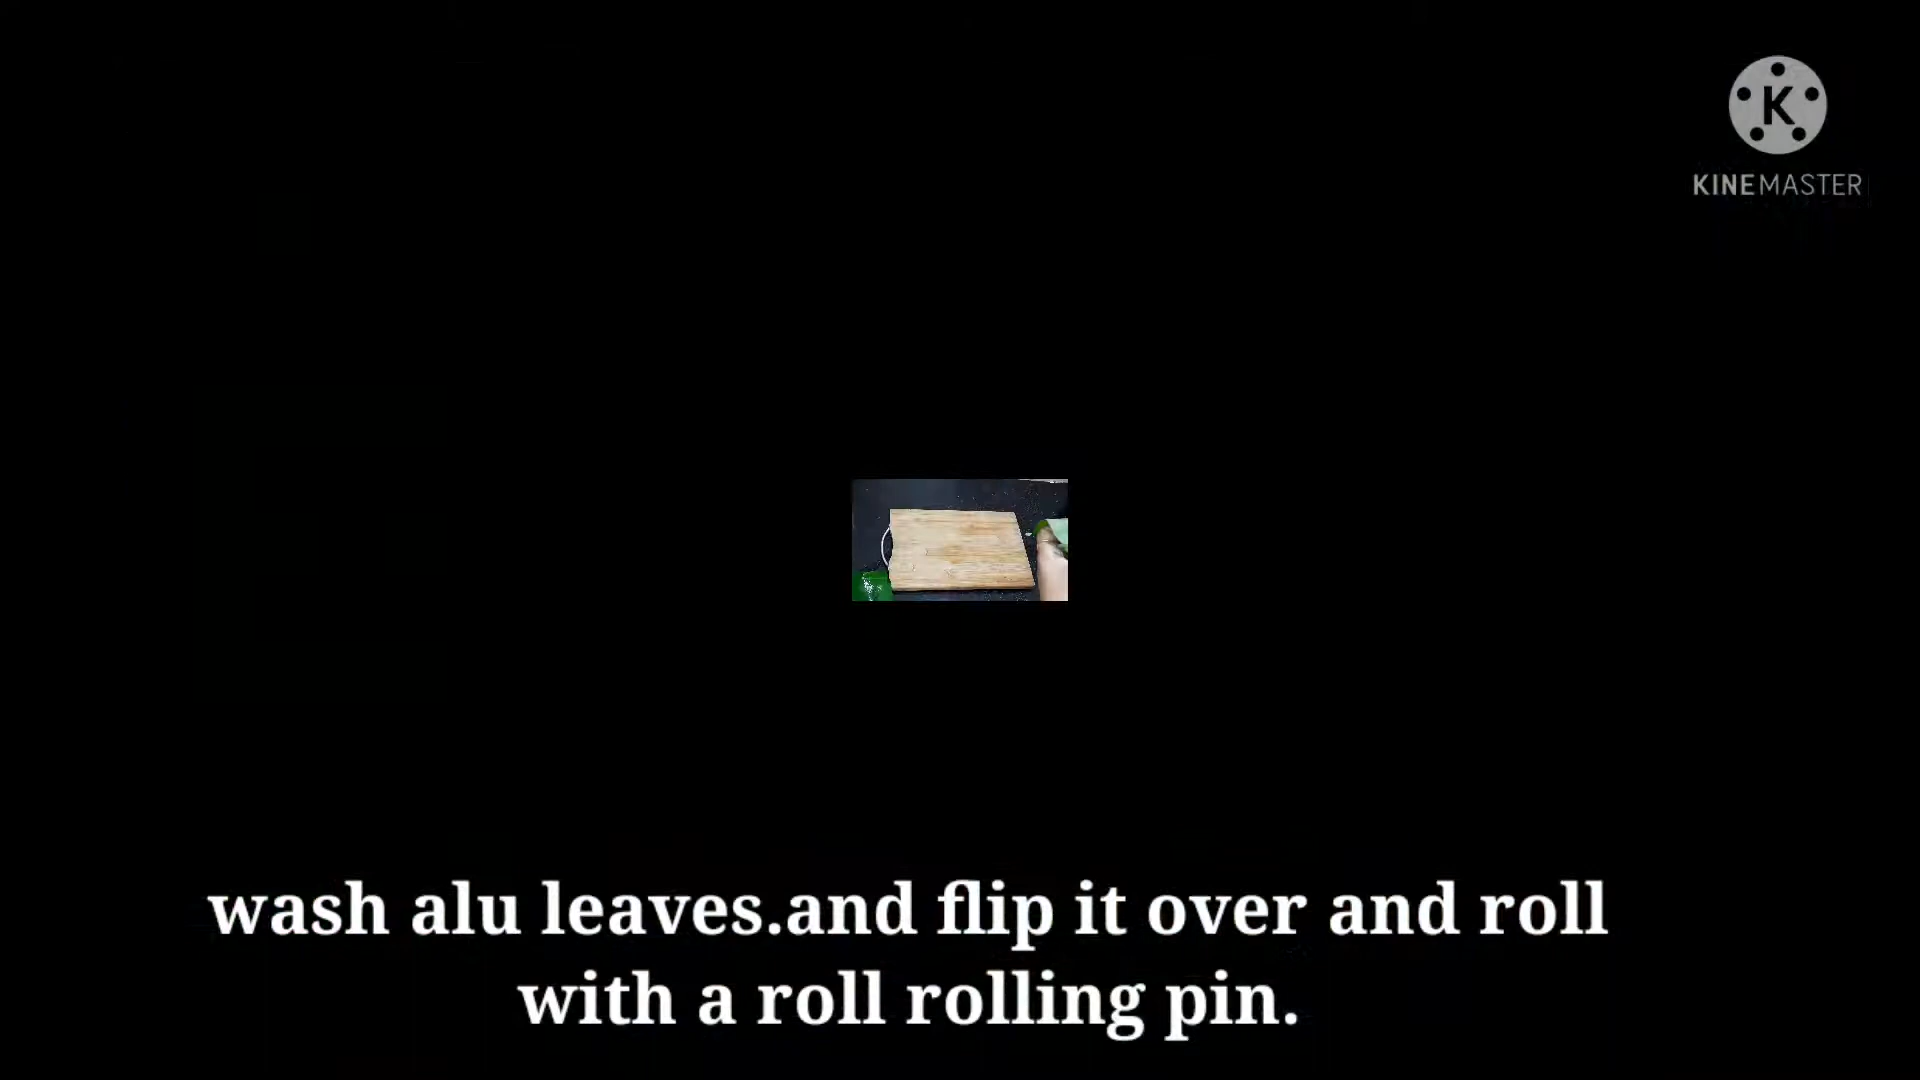 K
KINEMASTER
wash alu leaves.and flip it over and roll
with a roll rolling pin.